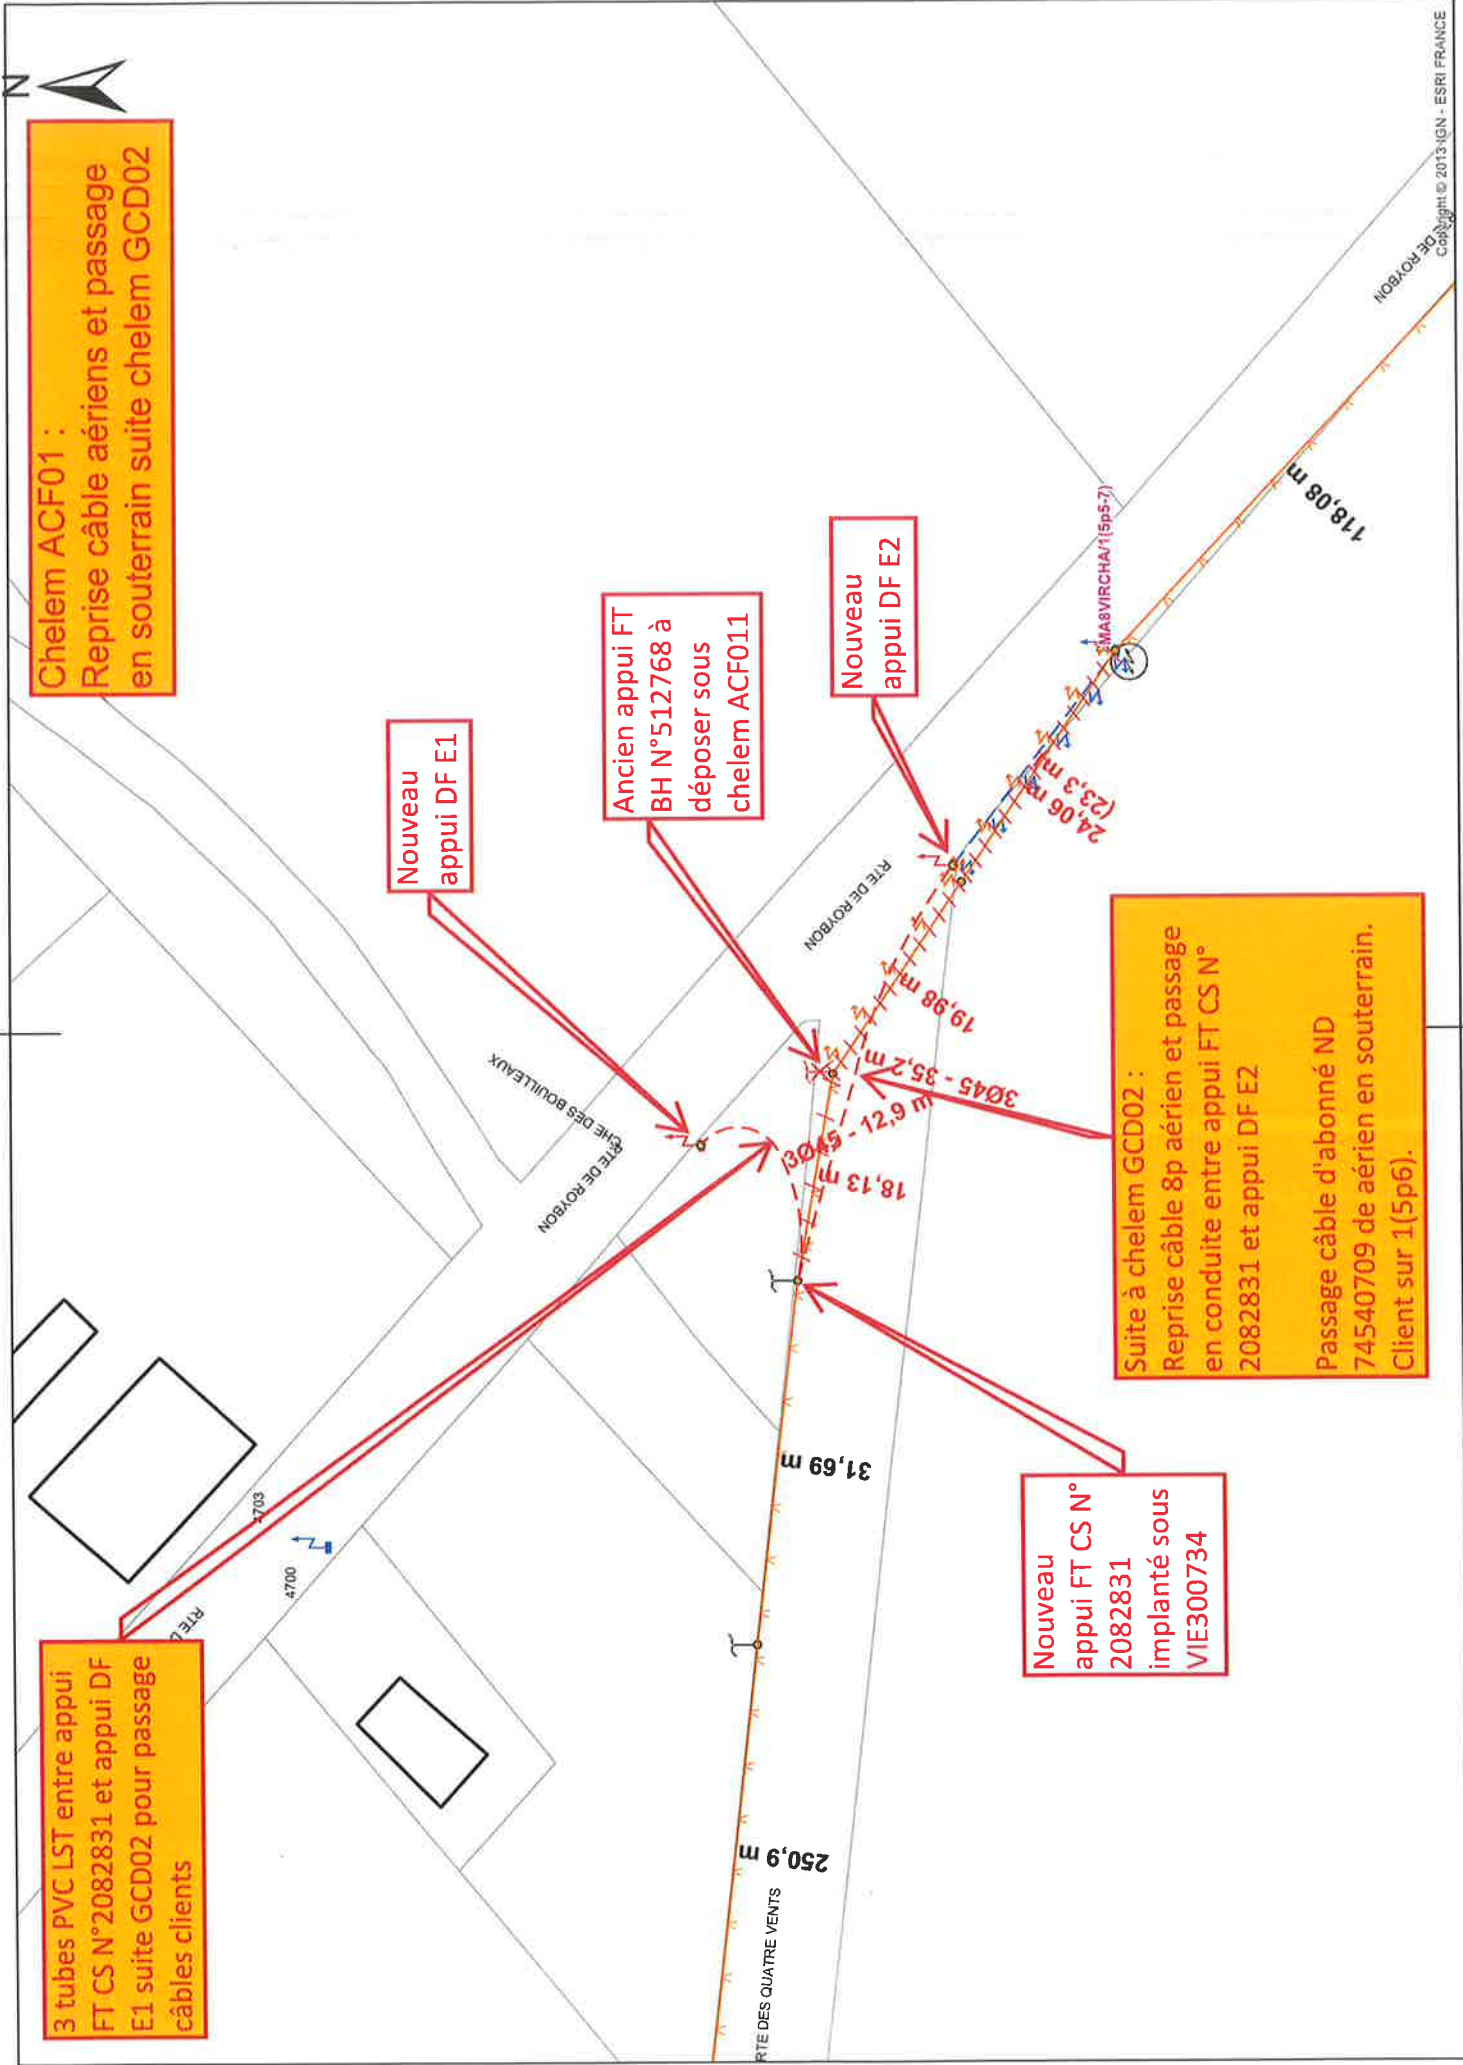 N
Chelem ACF01 :
Reprise câble aériens et passage
en souterrain suite chelem GCD02
3 tubes PVC LST entre appui
FT CS N°2082831 et appui DF
E1 suite GCD02 pour passage
câbles clients
Nouveau
appui DF E1
Ancien appui FT
BH N°512768 à
déposer sous
chelem ACF011
Nouveau
appui DF E2
4703
4700
RTE D
CHE DES BOUILLEAUX
RTE DE ROYBON
RTE DE ROYBON
DE ROYBON
MA8VIRCHA/1(5p5-7)
3Ø45 - 12,9 m
18,13 m
3Ø45 - 35,2 m
19,98 m
24,06 m
(23,3 m)
118,08 m
31,69 m
250,9 m
RTE DES QUATRE VENTS
Nouveau
appui FT CS N°
2082831
implanté sous
VIE300734
Suite à chelem GCD02 :
Reprise câble 8p aérien et passage
en conduite entre appui FT CS N°
2082831 et appui DF E2
Passage câble d'abonné ND
74540709 de aérien en souterrain.
Client sur 1(5p6).
Copyright © 2013 IGN - ESRI FRANCE